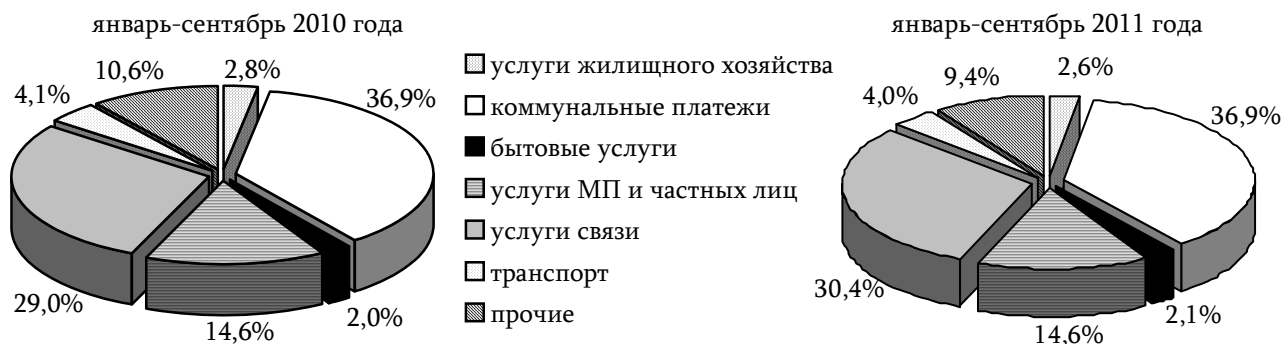 январь-сентябрь 2010 года
10,6%
2,8%
4,1%
36,9%
29,0%
14,6%
2,0%
услуги жилищного хозяйства
коммунальные платежи
бытовые услуги
услуги МП и частных лиц
услуги связи
транспорт
прочие
январь-сентябрь 2011 года
9,4%
2,6%
4,0%
36,9%
30,4%
14,6%
2,1%